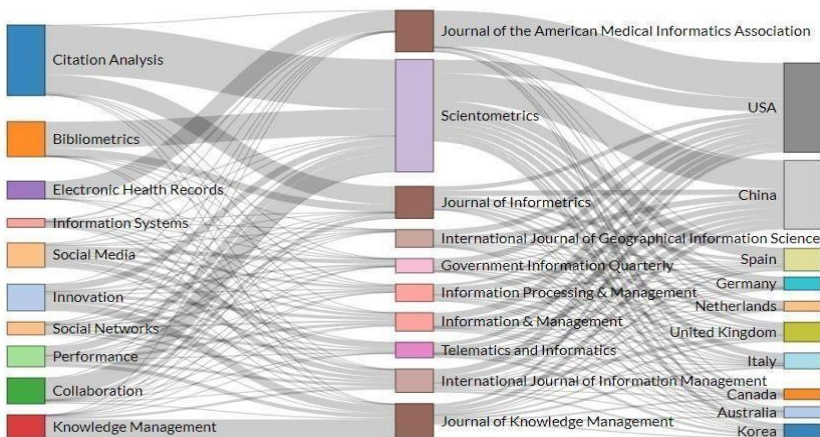 Citation Analysis
Bibliometrics
Electronic Health Records
Information Systems
Social Media
Innovation
Social Networks
Performance
Collaboration
Knowledge Management
Journal of the American Medical Informatics Association
Scientometrics
Journal of Informetrics
International Journal of Geographical Information Science
Government Information Quarterly
Information Processing & Management
Information & Management
Telematics and Informatics
International Journal of Information Management
Journal of Knowledge Management
USA
China
Spain
Germany
Netherlands
United Kingdom
Italy
Canada
Australia
Korea